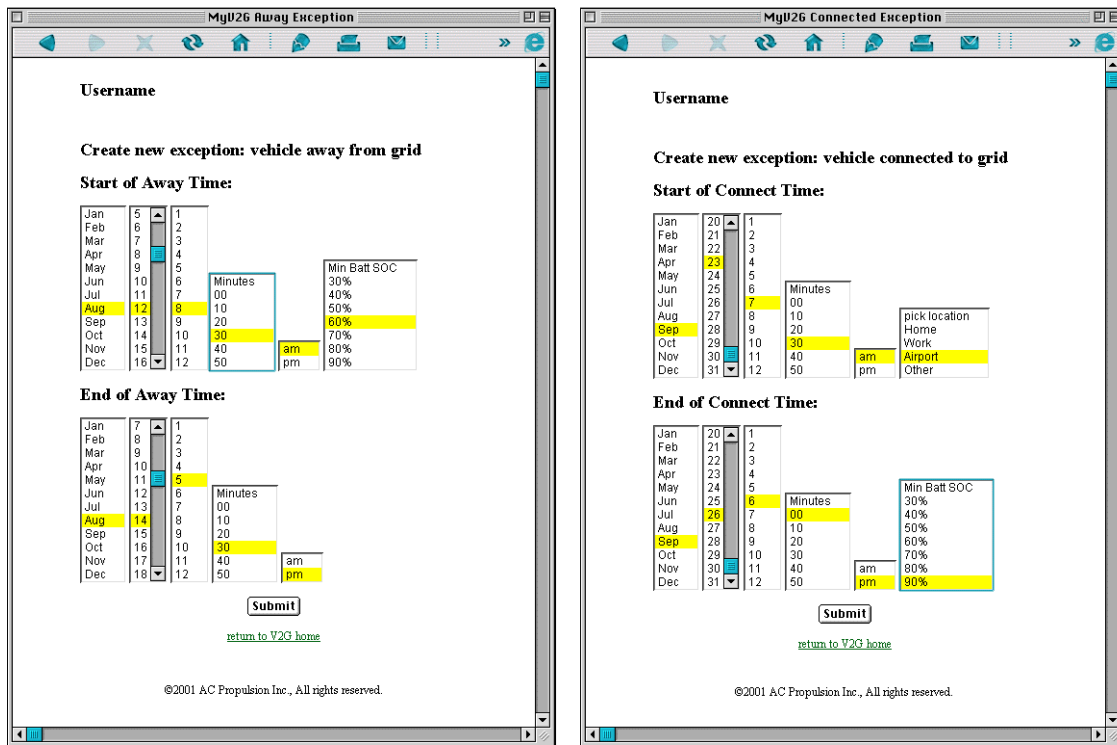 MyV2G Away Exception
»
Username
Create new exception: vehicle away from grid
Start of Away Time:
Jan
Feb
Mar
Apr
May
Jun
Jul
Aug
Sep
Oct
Nov
Dec
5
6
7
8
9
10
11
12
13
14
15
16
1
2
3
4
5
6
7
8
9
10
11
12
Minutes
00
10
20
30
40
50
am
pm
Min Batt SOC
30%
40%
50%
60%
70%
80%
90%
End of Away Time:
Jan
Feb
Mar
Apr
May
Jun
Jul
Aug
Sep
Oct
Nov
Dec
7
8
9
10
11
12
13
14
15
16
17
18
1
2
3
4
5
6
7
8
9
10
11
12
Minutes
00
10
20
30
40
50
am
pm
Submit
return to V2G home
©2001 AC Propulsion Inc., All rights reserved.
MyV2G Connected Exception
»
Username
Create new exception: vehicle connected to grid
Start of Connect Time:
Jan
Feb
Mar
Apr
May
Jun
Jul
Aug
Sep
Oct
Nov
Dec
20
21
22
23
24
25
26
27
28
29
30
31
1
2
3
4
5
6
7
8
9
10
11
12
Minutes
00
10
20
30
40
50
am
pm
pick location
Home
Work
Airport
Other
End of Connect Time:
Jan
Feb
Mar
Apr
May
Jun
Jul
Aug
Sep
Oct
Nov
Dec
20
21
22
23
24
25
26
27
28
29
30
31
1
2
3
4
5
6
7
8
9
10
11
12
Minutes
00
10
20
30
40
50
am
pm
Min Batt SOC
30%
40%
50%
60%
70%
80%
90%
Submit
return to V2G home
©2001 AC Propulsion Inc., All rights reserved.